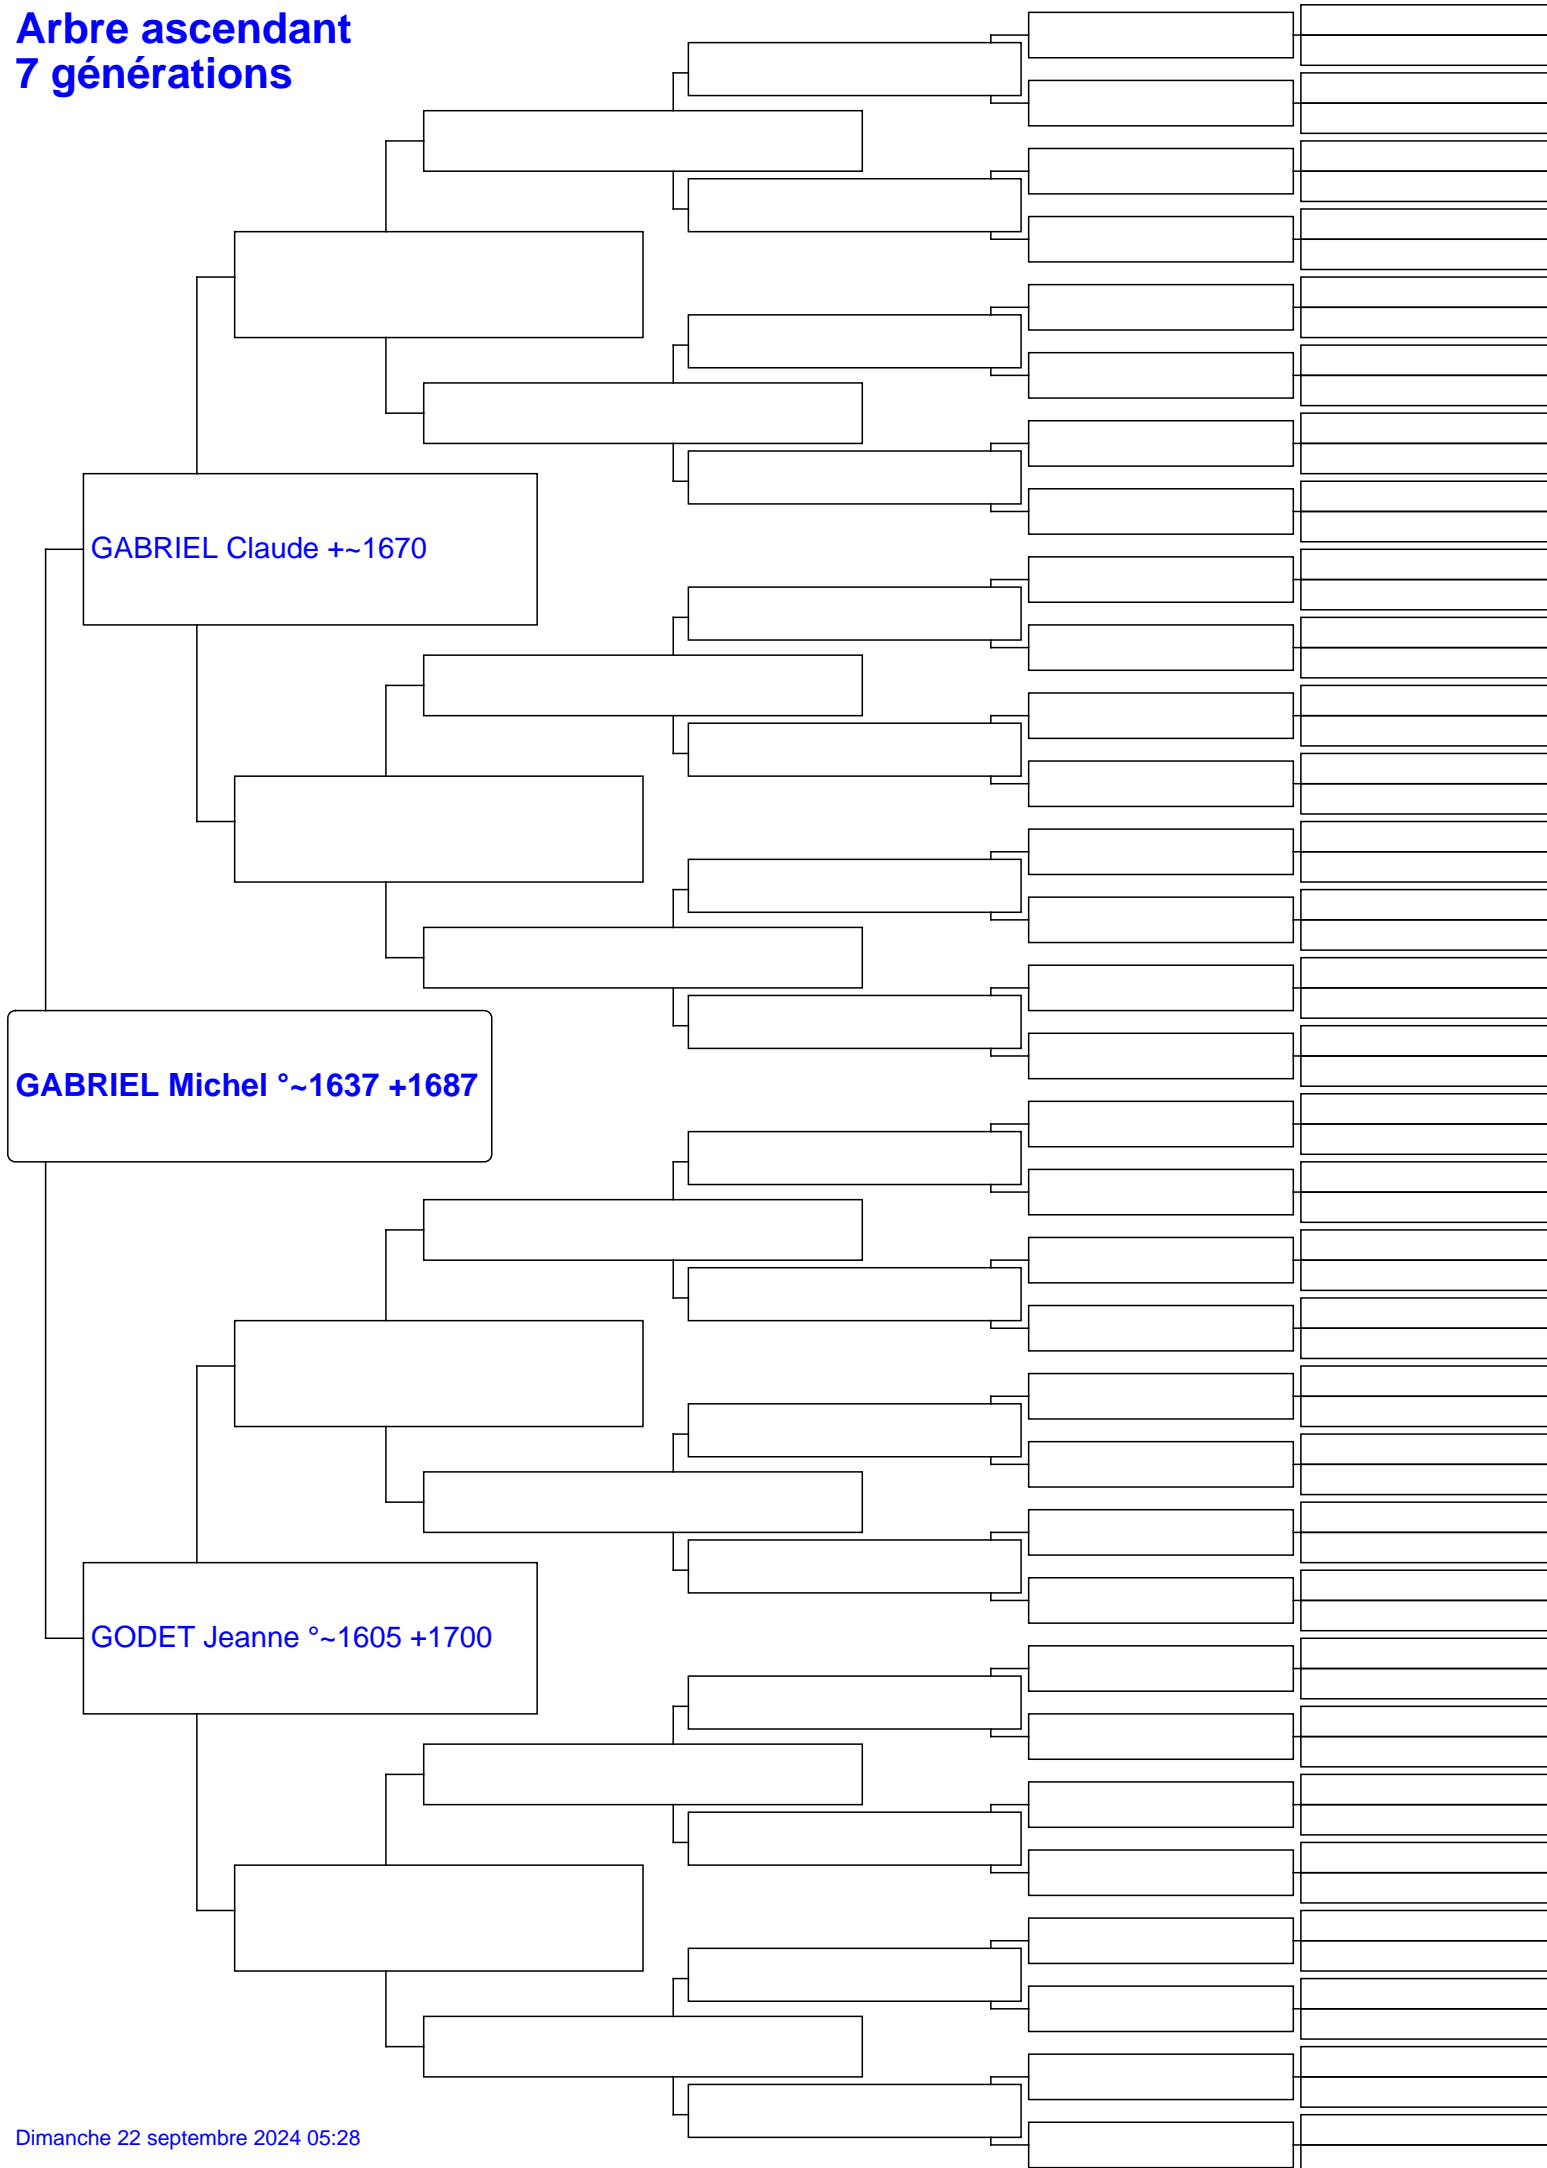 Arbre ascendant
7 générations
GABRIEL Claude +~1670
GABRIEL Michel °~1637 +1687
GODET Jeanne °~1605 +1700
Dimanche 22 septembre 2024 05:28